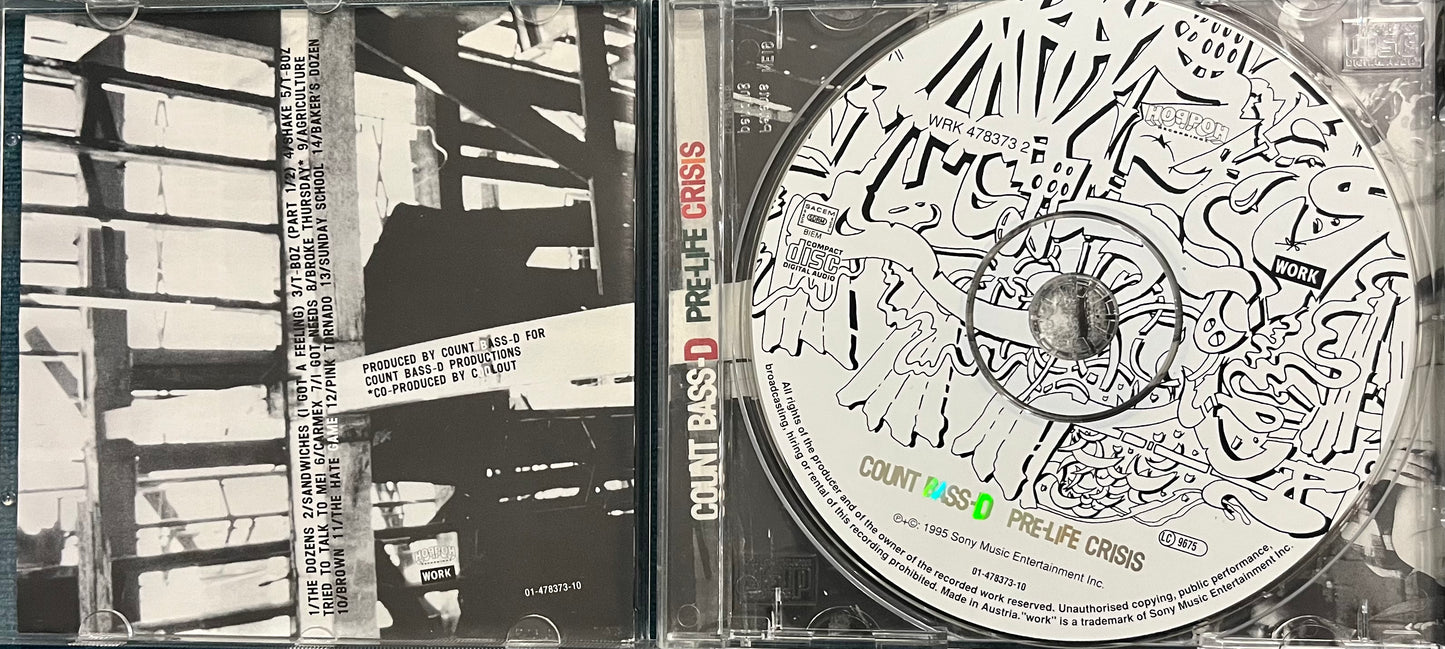 1/THE DOZENS 2/SANDWICHES (I GOT A FEELING) 3/T-BOZ (PART 1/2) 4/SHAKE 5/T-BOZ
TRIED TO TALK TO ME! 6/CARMEX 7/I GOT NEEDS 8/BROKE THURSDAY* 9/AGRICULTURE
10/BROWN 11/THE HATE GAME 12/PINK TORNADO 13/SUNDAY SCHOOL 14/BAKER'S DOZEN
PRODUCED BY COUNT BASS-D FOR
COUNT BASS-D PRODUCTIONS
*CO-PRODUCED BY
HOPPOH
WORK
01-478373-10
COUNT BASS-D PRE-LIFE CRISIS
disc
DIGITAL AUDIO
WRK 478373 2
HOPPOH
SACEM
BIEM
COMPACT
disc
DIGITAL AUDIO
WORK
COUNT BASS-D PRE-LIFE CRISIS
℗+©: 1995 Sony Music Entertainment Inc.
LC 9675
01-478373-10
All rights of the producer and of the owner of the recorded work reserved. Unauthorised copying, public performance,
broadcasting, hiring or rental of this recording prohibited. Made in Austria. "work" is a trademark of Sony Music Entertainment Inc.